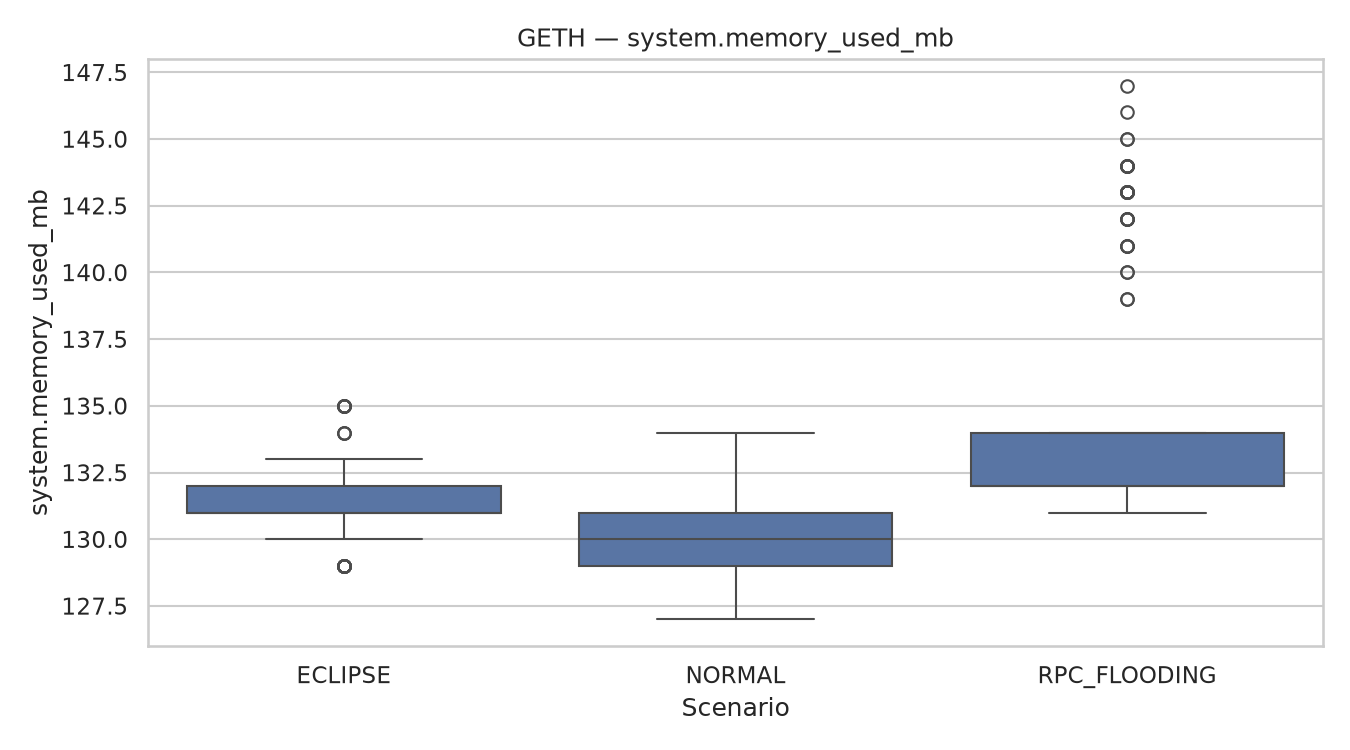 GETH — system.memory_used_mb
system.memory_used_mb
147.5
145.0
142.5
140.0
137.5
135.0
132.5
130.0
127.5
ECLIPSE NORMAL RPC_FLOODING
Scenario